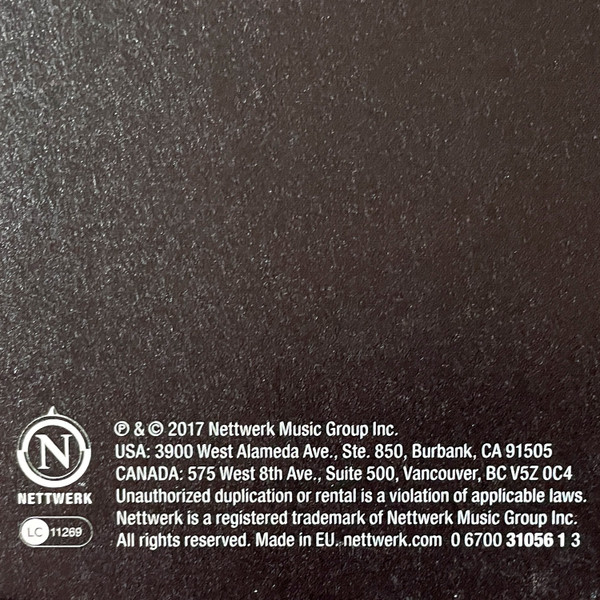 N
NETTWERK
LC 11269
℗ & © 2017 Nettwerk Music Group Inc.
USA: 3900 West Alameda Ave., Ste. 850, Burbank, CA 91505
CANADA: 575 West 8th Ave., Suite 500, Vancouver, BC V5Z 0C4
Unauthorized duplication or rental is a violation of applicable laws.
Nettwerk is a registered trademark of Nettwerk Music Group Inc.
All rights reserved. Made in EU. nettwerk.com 0 6700 31056 1 3